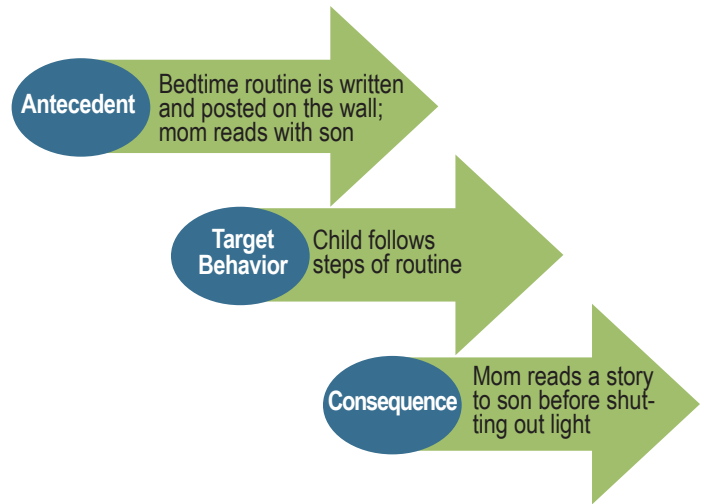 Antecedent
Bedtime routine is written
and posted on the wall;
mom reads with son
Target
Behavior
Child follows
steps of routine
Consequence
Mom reads a story
to son before shut-
ting out light